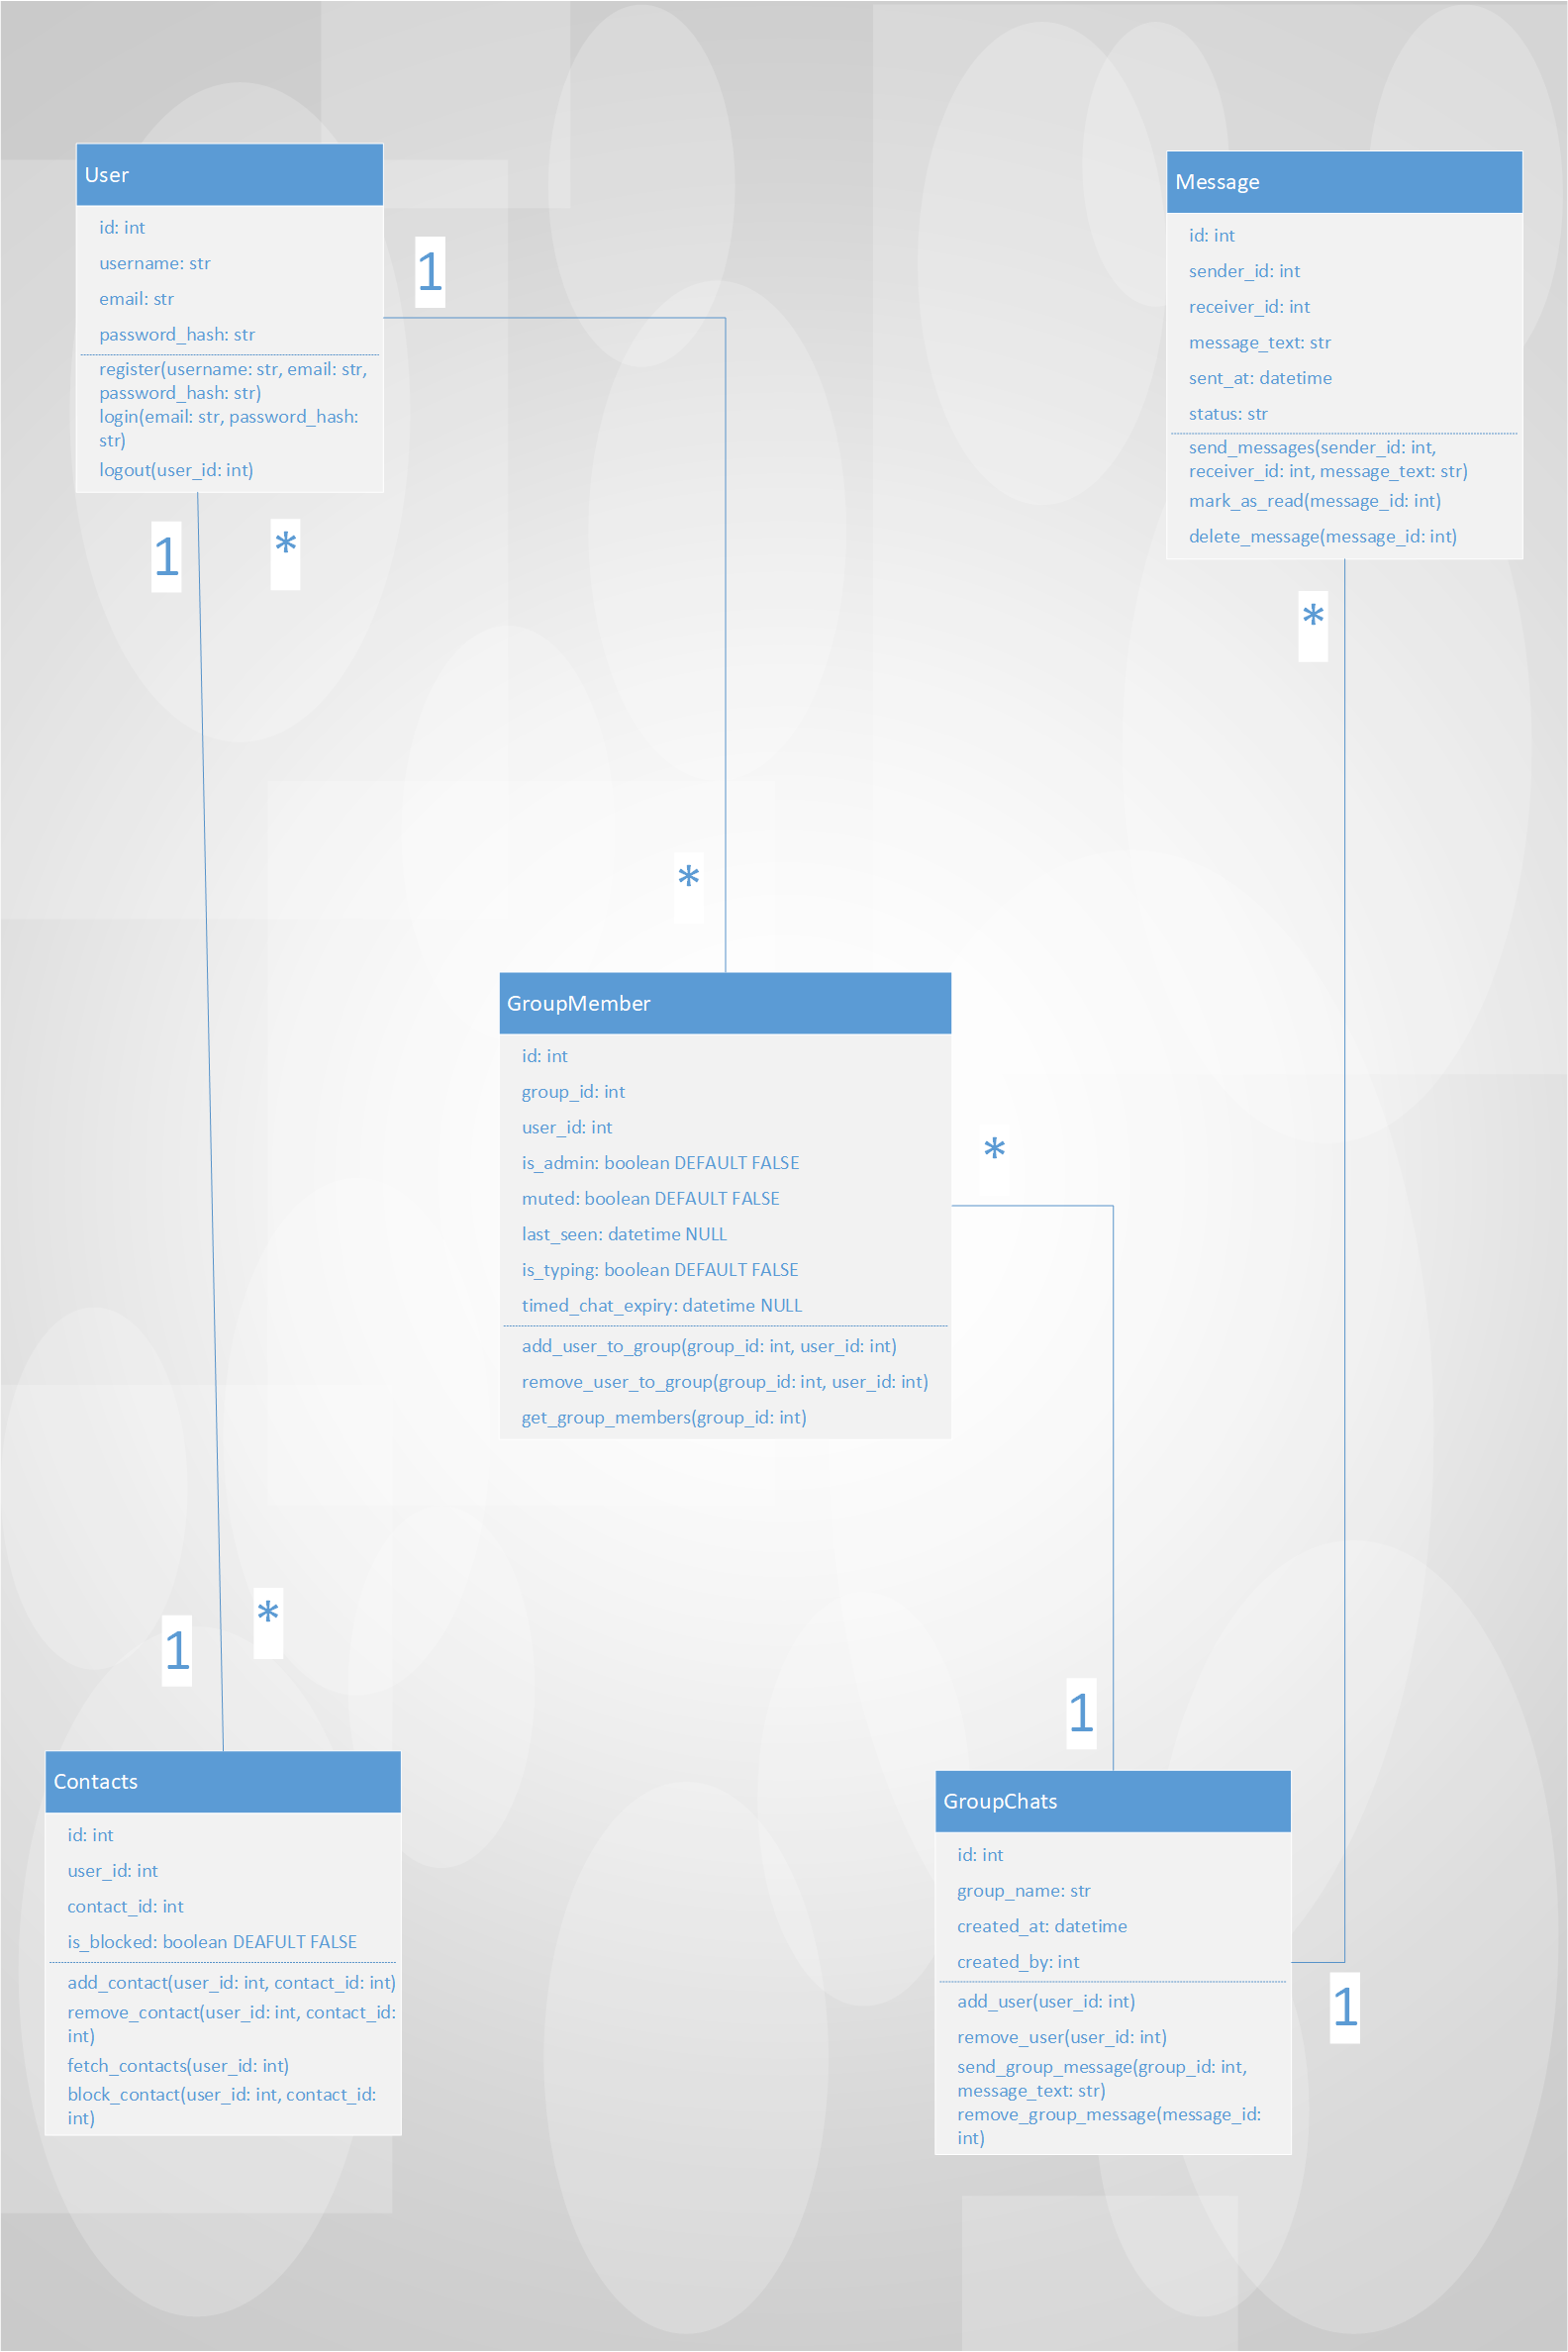 User
id: int
username: str
email: str
password_hash: str
register(username: str, email: str,
password_hash: str)
login(email: str, password_hash:
str)
logout(user_id: int)
1
1
*
*
Message
id: int
sender_id: int
receiver_id: int
message_text: str
sent_at: datetime
status: str
send_messages(sender_id: int,
receiver_id: int, message_text: str)
mark_as_read(message_id: int)
delete_message(message_id: int)
*
GroupMember
id: int
group_id: int
user_id: int
is_admin: boolean DEFAULT FALSE
muted: boolean DEFAULT FALSE
last_seen: datetime NULL
is_typing: boolean DEFAULT FALSE
timed_chat_expiry: datetime NULL
add_user_to_group(group_id: int, user_id: int)
remove_user_to_group(group_id: int, user_id: int)
get_group_members(group_id: int)
*
1
*
Contacts
id: int
user_id: int
contact_id: int
is_blocked: boolean DEAFULT FALSE
add_contact(user_id: int, contact_id: int)
remove_contact(user_id: int, contact_id:
int)
fetch_contacts(user_id: int)
block_contact(user_id: int, contact_id:
int)
1
GroupChats
id: int
group_name: str
created_at: datetime
created_by: int
add_user(user_id: int)
remove_user(user_id: int)
send_group_message(group_id: int,
message_text: str)
remove_group_message(message_id:
int)
1